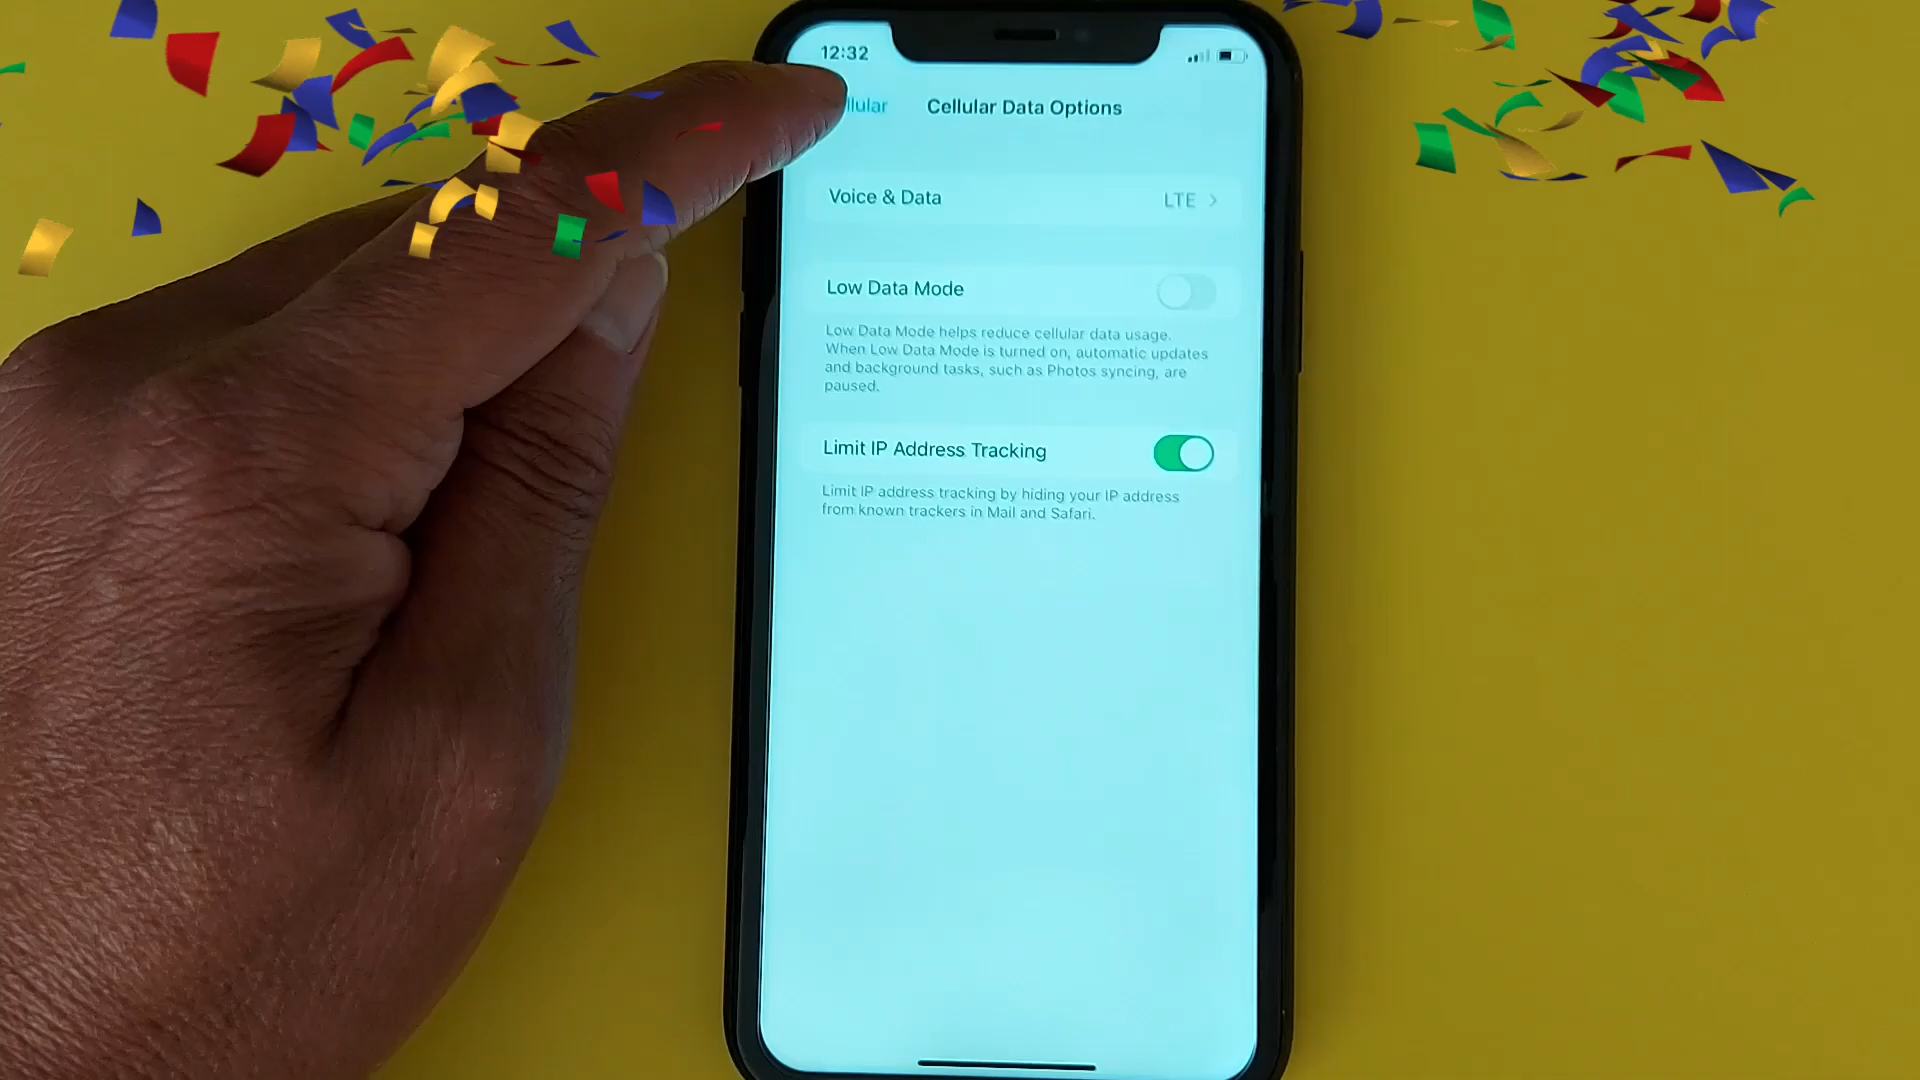 12:32
llular
Cellular Data Options
Voice & Data
LTE
Low Data Mode
Low Data Mode helps reduce cellular data usage.
When Low Data Mode is turned on, automatic updates
and background tasks, such as Photos syncing, are
paused.
Limit IP Address Tracking
Limit IP address tracking by hiding your IP address
from known trackers in Mail and Safari.